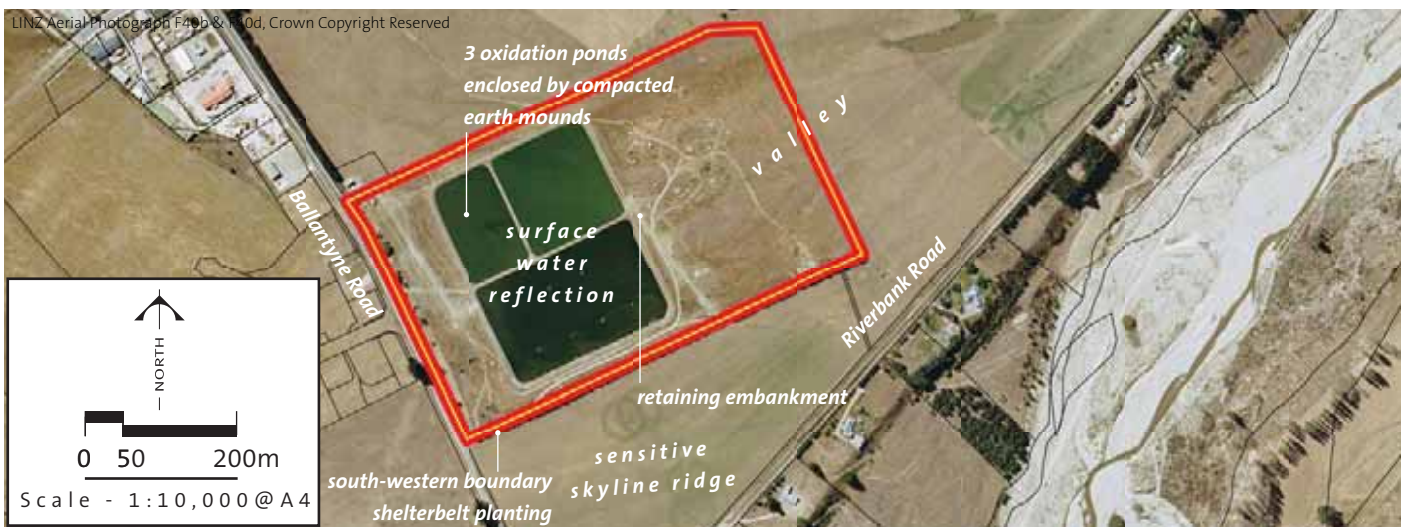 LINZ Aerial Photograph & Crown Copyright Reserved
3 oxidation ponds
enclosed by compacted
earth mounds
valley
Ballantyne Road
surface
water
reflection
Riverbank Road
NORTH
retaining embankment
0 50 200m
Scale - 1:10,000@A4
sensitive
skyline ridge
south-western boundary
shelterbelt planting